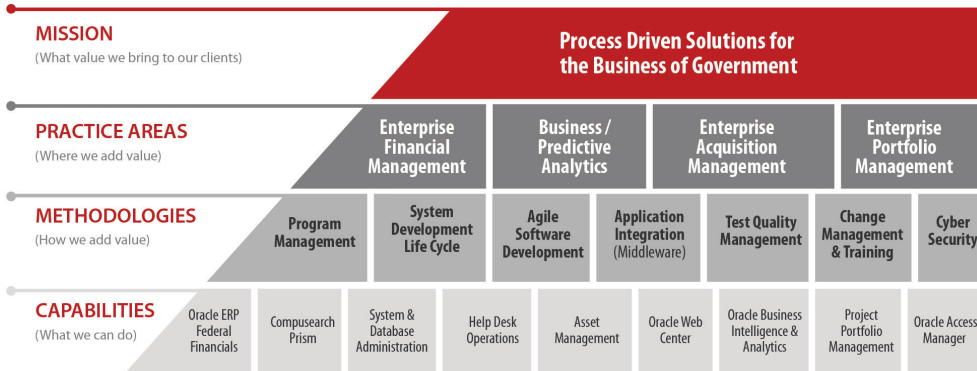 MISSION
(What value we bring to our clients)
Process Driven Solutions for
the Business of Government
PRACTICE AREAS
(Where we add value)
Enterprise
Financial
Management
Business /
Predictive
Analytics
Enterprise
Acquisition
Management
Enterprise
Portfolio
Management
METHODOLOGIES
(How we add value)
Program
Management
System
Development
Life Cycle
Agile
Software
Development
Application
Integration
(Middleware)
Test Quality
Management
Change
Management
& Training
Cyber
Security
CAPABILITIES
(What we can do)
Oracle ERP
Federal
Financials
Compusearch
Prism
System &
Database
Administration
Help Desk
Operations
Asset
Management
Oracle Web
Center
Oracle Business
Intelligence &
Analytics
Project
Portfolio
Management
Oracle Access
Manager